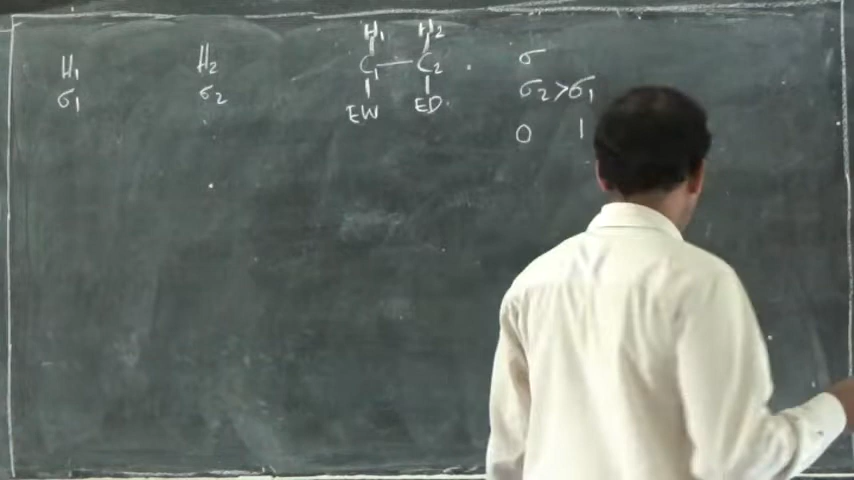 H₁ H₂ σ
H₁ H₂ C₁—C₂ . σ₂>σ₁
σ₁ σ₂ EW ED. 0 1